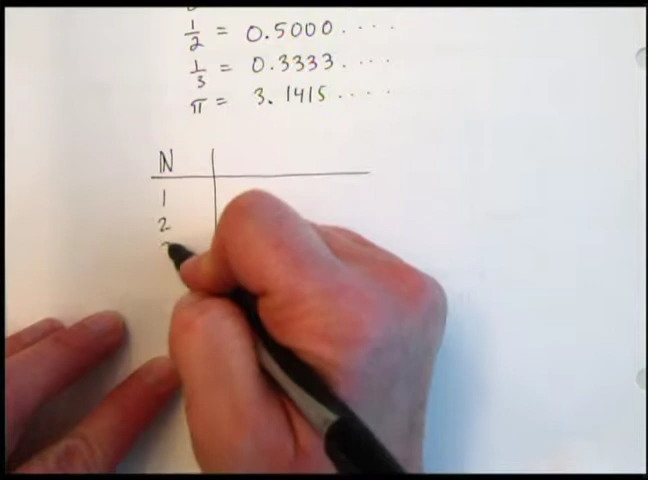 1/2 = 0.5000....
1/3 = 0.3333....
π = 3.1415....
ℕ
1
2